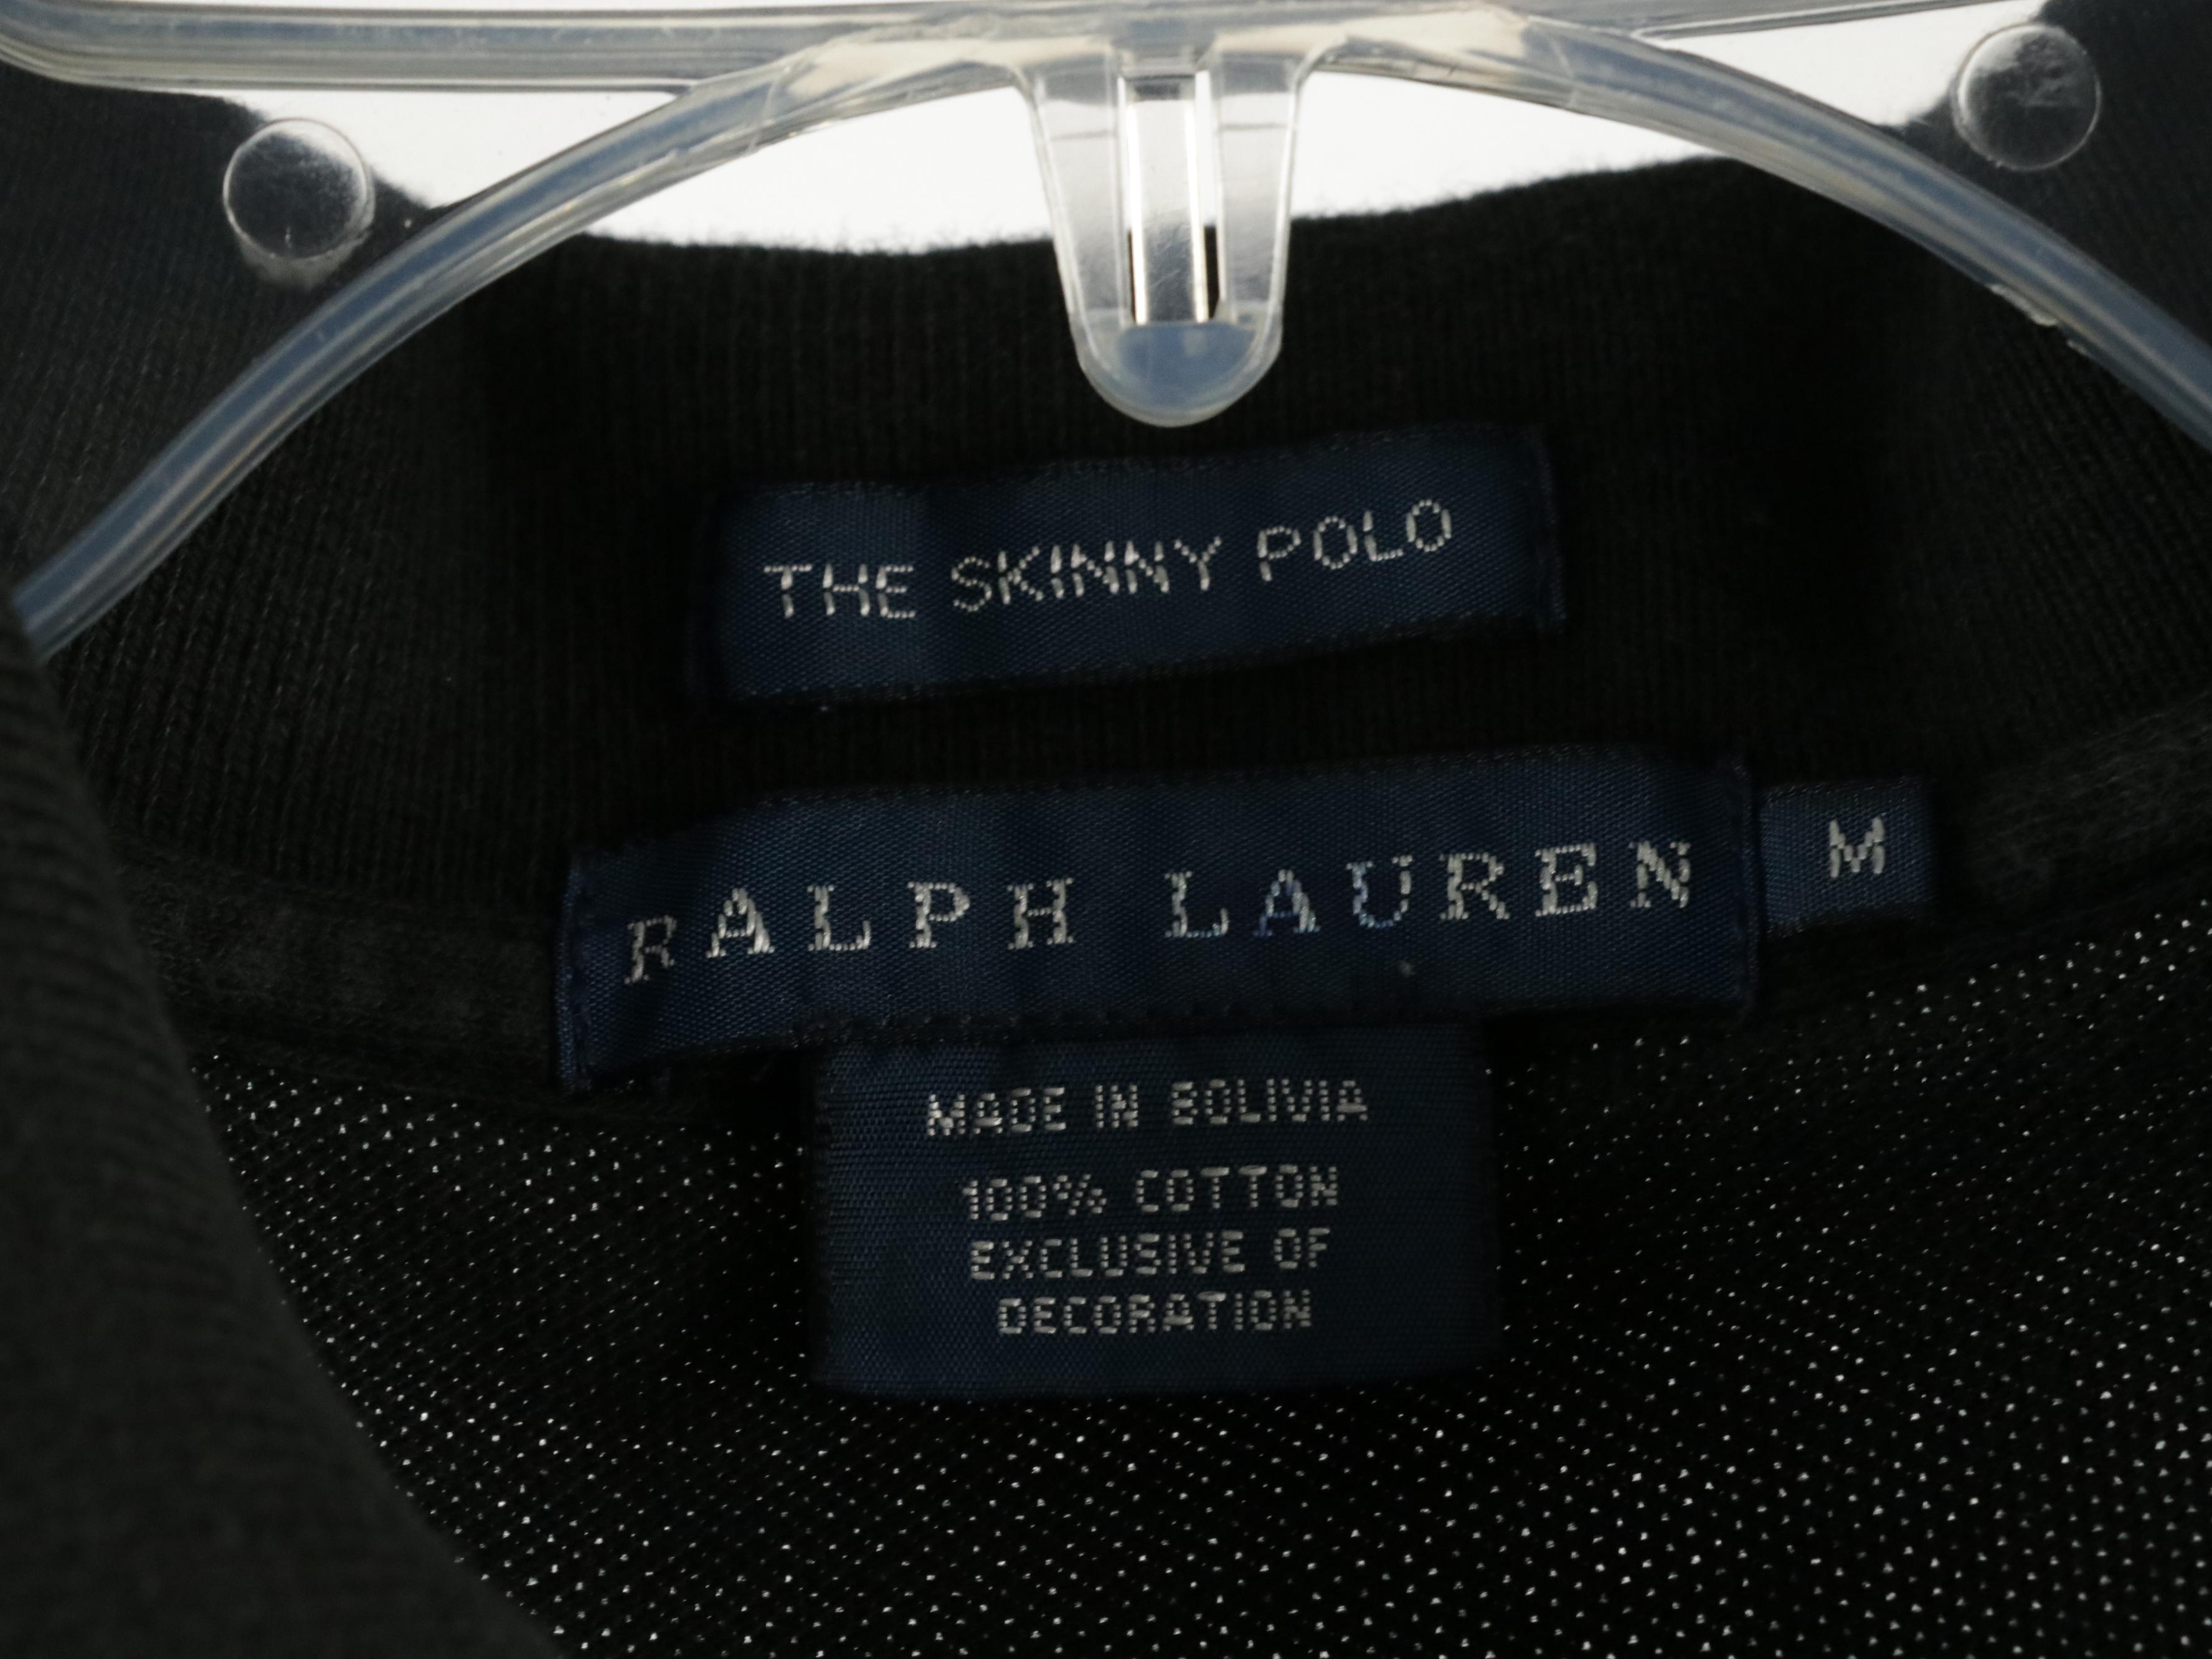 THE SKINNY POLO
RALPH LAUREN M
MADE IN BOLIVIA
100% COTTON
EXCLUSIVE OF
DECORATION